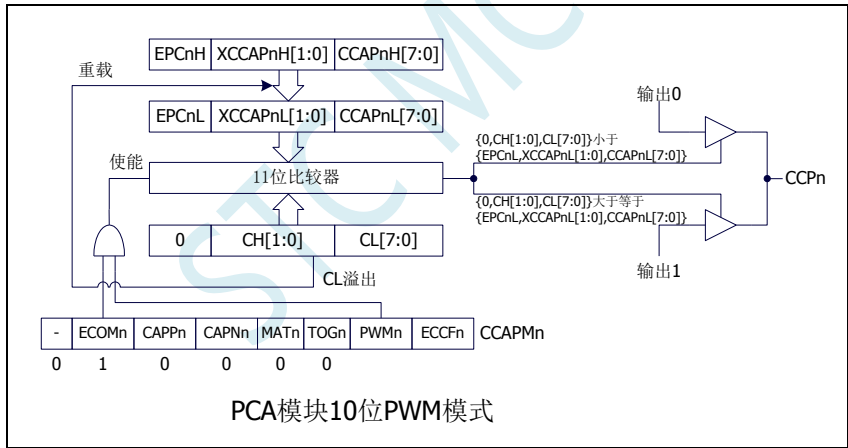 EPCnH XCCAPnH[1:0] CCAPnH[7:0]
重载
EPCnL XCCAPnL[1:0] CCAPnL[7:0]
输出0
使能
11位比较器
{0,CH[1:0],CL[7:0]}小于
{EPCnL,XCCAPnL[1:0],CCAPnL[7:0]}
CCPn
{0,CH[1:0],CL[7:0]}大于等于
{EPCnL,XCCAPnL[1:0],CCAPnL[7:0]}
0 CH[1:0] CL[7:0]
输出1
CL溢出
- ECOMn CAPPn CAPNn MATn TOGn PWMn ECCFn CCAPMn
0 1 0 0 0 0
PCA模块10位PWM模式
STC MC